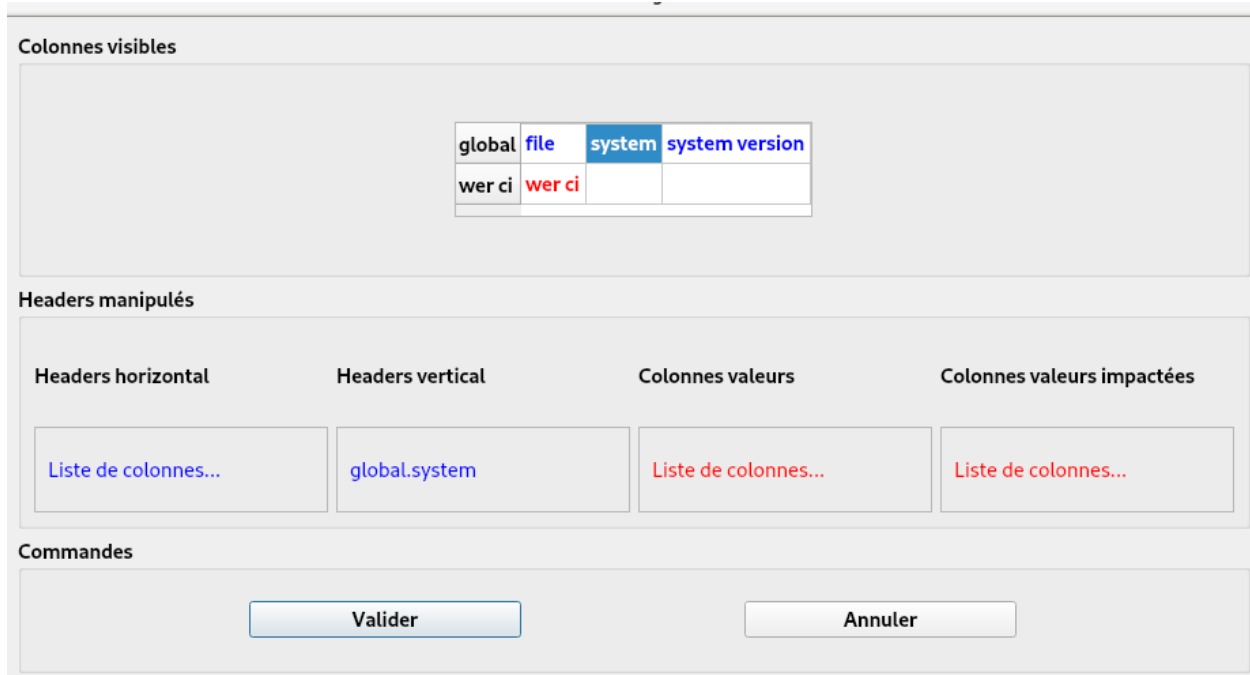 Colonnes visibles
global file system system version
wer ci wer ci
Headers manipulés
Headers horizontal Headers vertical Colonnes valeurs Colonnes valeurs impactées
Liste de colonnes... global.system Liste de colonnes... Liste de colonnes...
Commandes
Valider Annuler